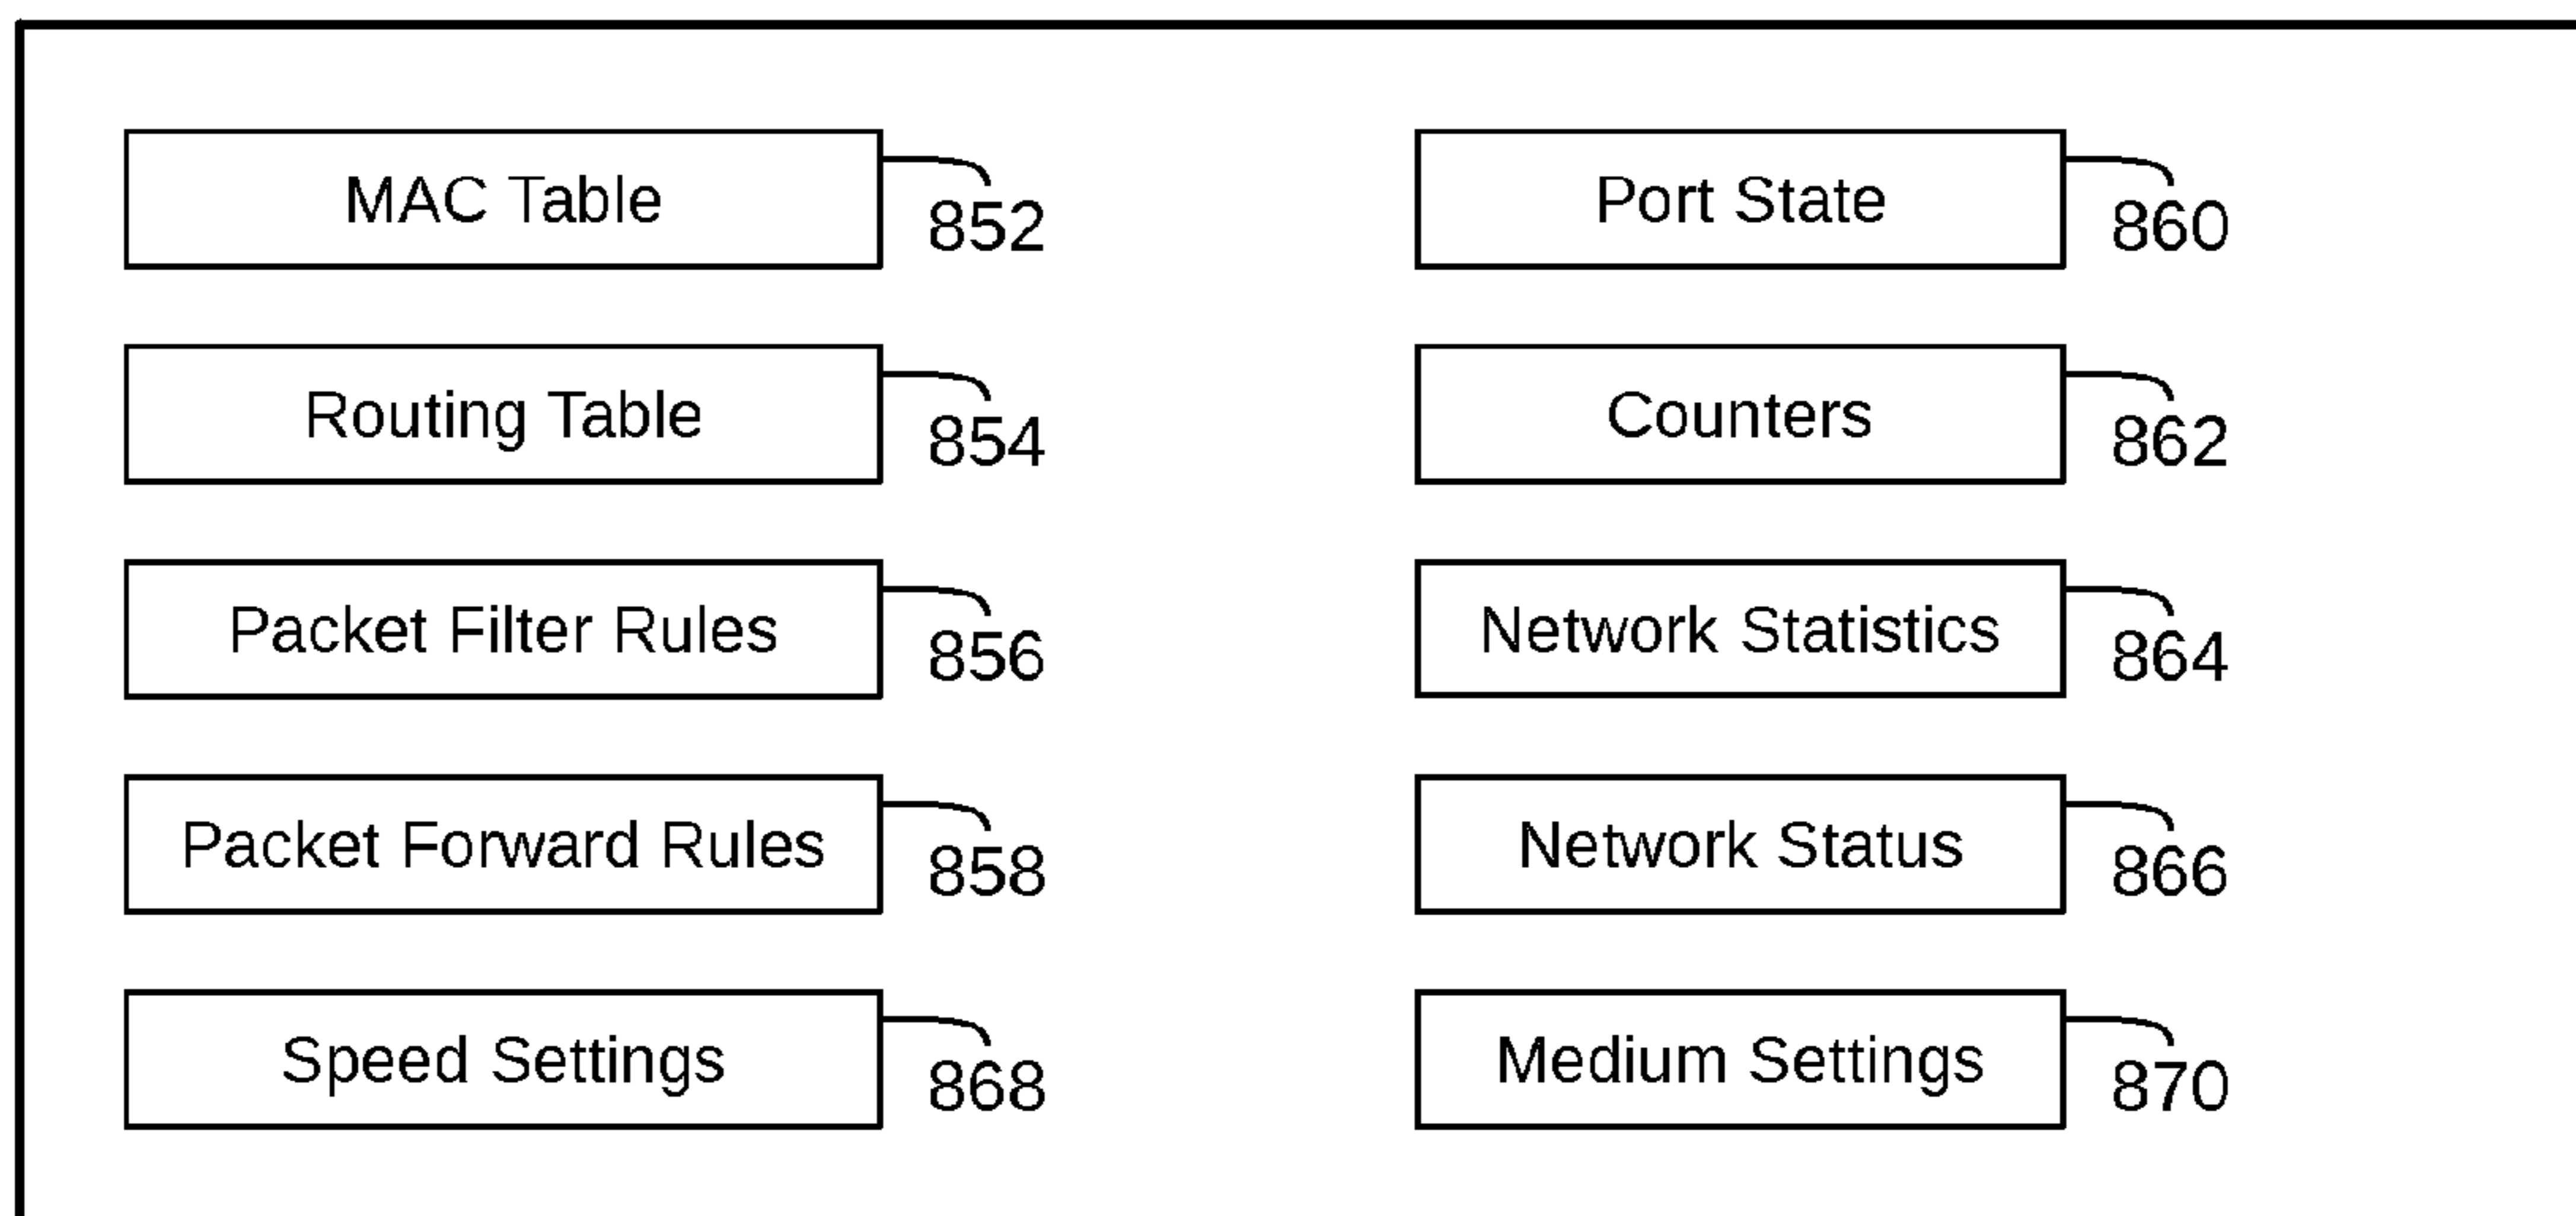 MAC Table
852
Routing Table
854
Packet Filter Rules
856
Packet Forward Rules
858
Speed Settings
868
Port State
860
Counters
862
Network Statistics
864
Network Status
866
Medium Settings
870